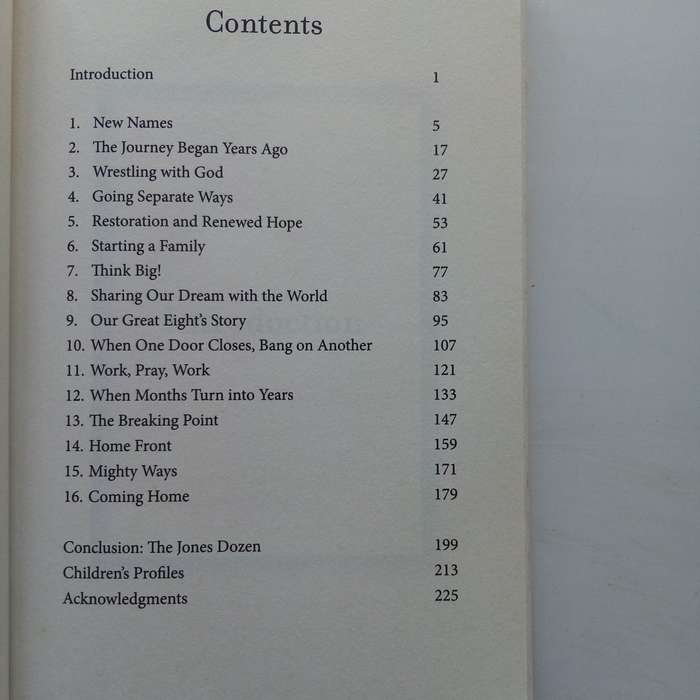 Contents
Introduction 1
1. New Names 5
2. The Journey Began Years Ago 17
3. Wrestling with God 27
4. Going Separate Ways 41
5. Restoration and Renewed Hope 53
6. Starting a Family 61
7. Think Big! 77
8. Sharing Our Dream with the World 83
9. Our Great Eight's Story 95
10. When One Door Closes, Bang on Another 107
11. Work, Pray, Work 121
12. When Months Turn into Years 133
13. The Breaking Point 147
14. Home Front 159
15. Mighty Ways 171
16. Coming Home 179
Conclusion: The Jones Dozen 199
Children's Profiles 213
Acknowledgments 225